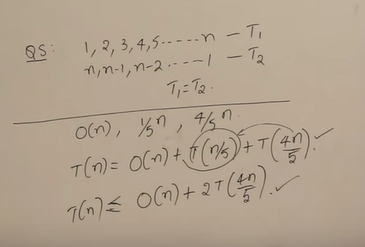 QS: 1, 2, 3, 4, 5 ----- n — T₁
n, n-1, n-2 ---- 1 — T₂
T₁ = T₂.
O(n), 1/5 n, 4/5 n.
T(n) = O(n) + T(n/5) + T(4n/5) ✓
T(n) ≤ O(n) + 2T(4n/5). ✓